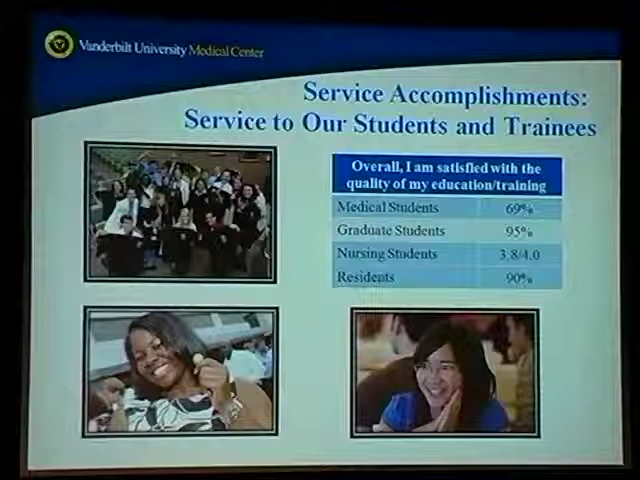 Vanderbilt University Medical Center
Service Accomplishments:
Service to Our Students and Trainees
Overall, I am satisfied with the
quality of my education/training
Medical Students 69%
Graduate Students 95%
Nursing Students 3.8/4.0
Residents 90%